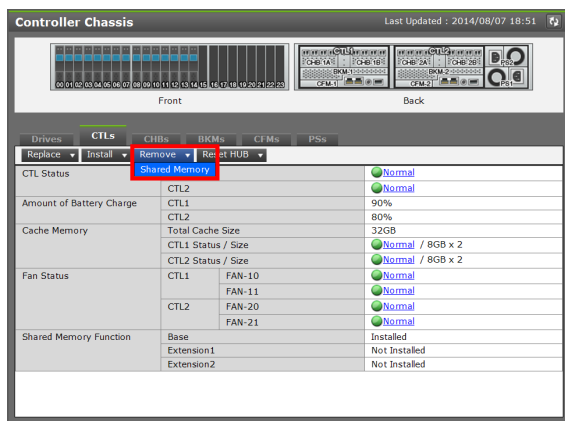 Controller Chassis Last Updated : 2014/08/07 18:51
00 01 02 03 04 05 06 07 08 09 10 11 12 13 14 15 16 17 18 19 20 21 22 23
CTL1 CTL2
CHB-1A CHB-1B CHB-2A CHB-2B PS2
BKM-1 BKM-2
CFM-1 CFM-2 PS1
Front Back
Drives CTLs CHBs BKMs CFMs PSs
Replace Install Remove Reset HUB
Shared Memory
CTL Status Normal
CTL2 Normal
Amount of Battery Charge CTL1 90%
CTL2 80%
Cache Memory Total Cache Size 32GB
CTL1 Status / Size Normal / 8GB x 2
CTL2 Status / Size Normal / 8GB x 2
Fan Status CTL1 FAN-10 Normal
FAN-11 Normal
CTL2 FAN-20 Normal
FAN-21 Normal
Shared Memory Function Base Installed
Extension1 Not Installed
Extension2 Not Installed